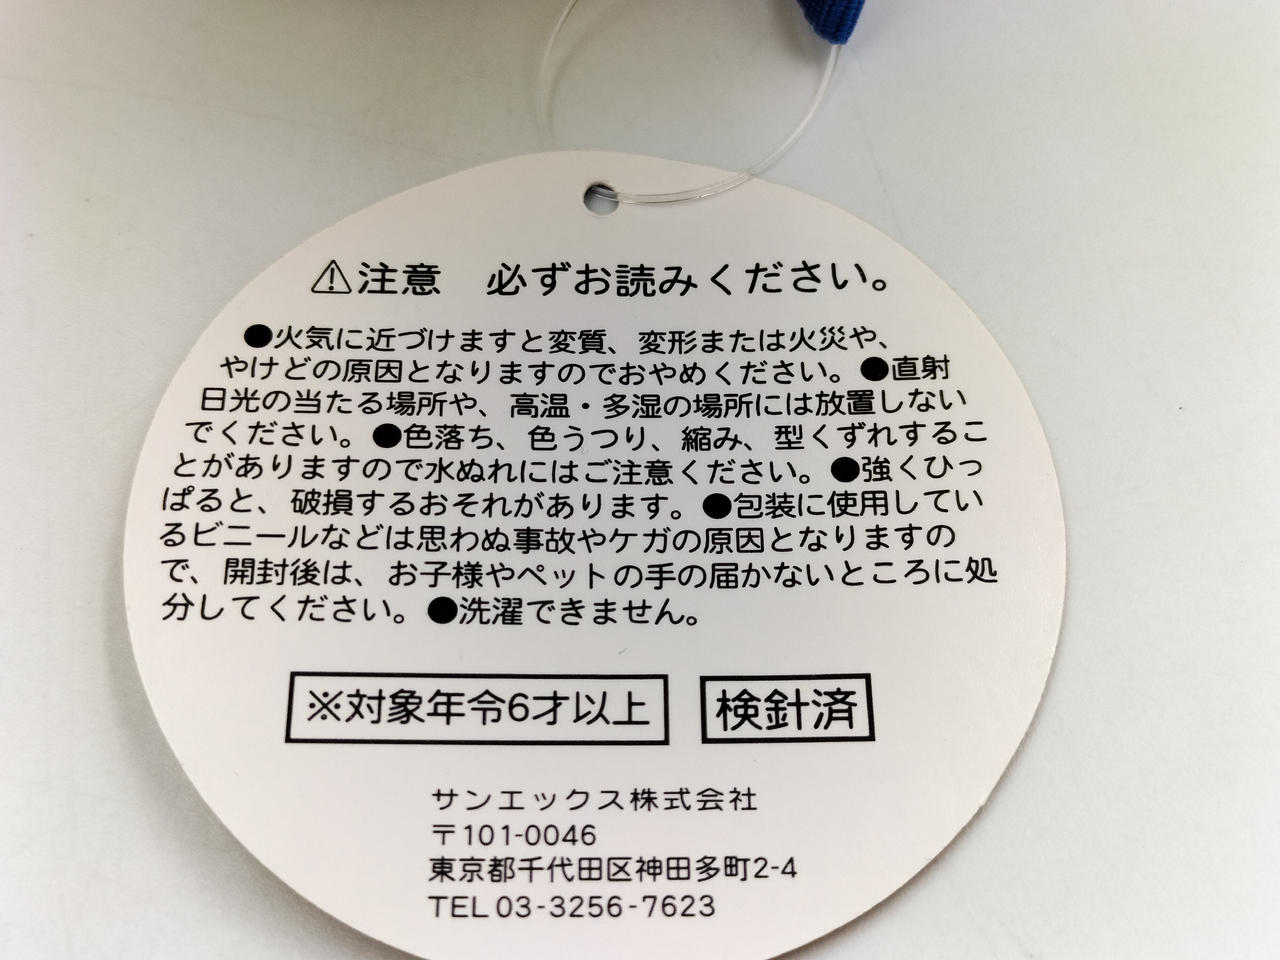 ⚠注意　必ずお読みください。
●火気に近づけますと変質、変形または火災や、
やけどの原因となりますのでおやめください。●直射
日光の当たる場所や、高温・多湿の場所には放置しない
でください。●色落ち、色うつり、縮み、型くずれするこ
とがありますので水ぬれにはご注意ください。●強くひっ
ぱると、破損するおそれがあります。●包装に使用してい
るビニールなどは思わぬ事故やケガの原因となりますの
で、開封後は、お子様やペットの手の届かないところに処
分してください。●洗濯できません。
※対象年令6才以上
検針済
サンエックス株式会社
〒101-0046
東京都千代田区神田多町2-4
TEL 03-3256-7623